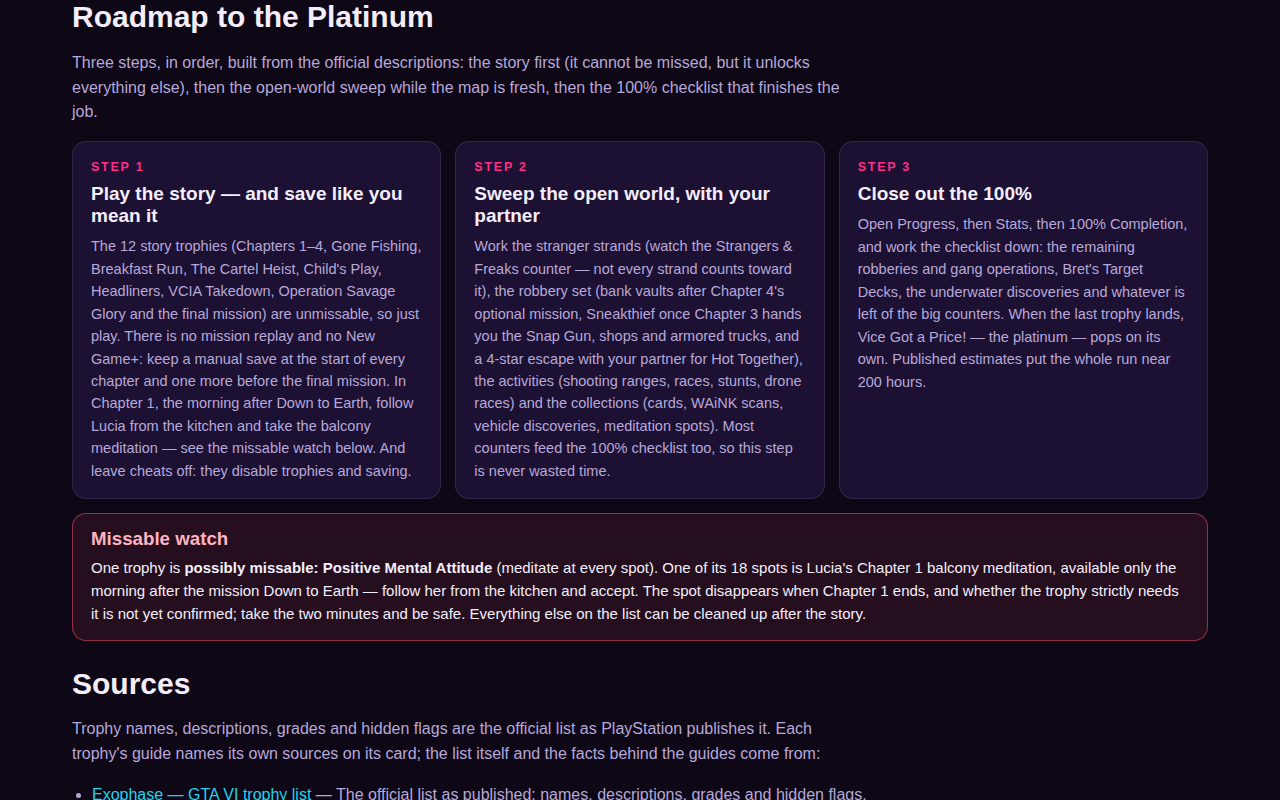 Roadmap to the Platinum
Three steps, in order, built from the official descriptions: the story first (it cannot be missed, but it unlocks
everything else), then the open-world sweep while the map is fresh, then the 100% checklist that finishes the
job.
STEP 1
Play the story — and save like you
mean it
The 12 story trophies (Chapters 1–4, Gone Fishing,
Breakfast Run, The Cartel Heist, Child's Play,
Headliners, VCIA Takedown, Operation Savage
Glory and the final mission) are unmissable, so just
play. There is no mission replay and no New
Game+: keep a manual save at the start of every
chapter and one more before the final mission. In
Chapter 1, the morning after Down to Earth, follow
Lucia from the kitchen and take the balcony
meditation — see the missable watch below. And
leave cheats off: they disable trophies and saving.
STEP 2
Sweep the open world, with your
partner
Work the stranger strands (watch the Strangers &
Freaks counter — not every strand counts toward
it), the robbery set (bank vaults after Chapter 4's
optional mission, Sneakthief once Chapter 3 hands
you the Snap Gun, shops and armored trucks, and
a 4-star escape with your partner for Hot Together),
the activities (shooting ranges, races, stunts, drone
races) and the collections (cards, WAiNK scans,
vehicle discoveries, meditation spots). Most
counters feed the 100% checklist too, so this step
is never wasted time.
STEP 3
Close out the 100%
Open Progress, then Stats, then 100% Completion,
and work the checklist down: the remaining
robberies and gang operations, Bret's Target
Decks, the underwater discoveries and whatever is
left of the big counters. When the last trophy lands,
Vice Got a Price! — the platinum — pops on its
own. Published estimates put the whole run near
200 hours.
Missable watch
One trophy is possibly missable: Positive Mental Attitude (meditate at every spot). One of its 18 spots is Lucia's Chapter 1 balcony meditation, available only the
morning after the mission Down to Earth — follow her from the kitchen and accept. The spot disappears when Chapter 1 ends, and whether the trophy strictly needs
it is not yet confirmed; take the two minutes and be safe. Everything else on the list can be cleaned up after the story.
Sources
Trophy names, descriptions, grades and hidden flags are the official list as PlayStation publishes it. Each
trophy's guide names its own sources on its card; the list itself and the facts behind the guides come from:
• Exophase — GTA VI trophy list — The official list as published: names, descriptions, grades and hidden flags.